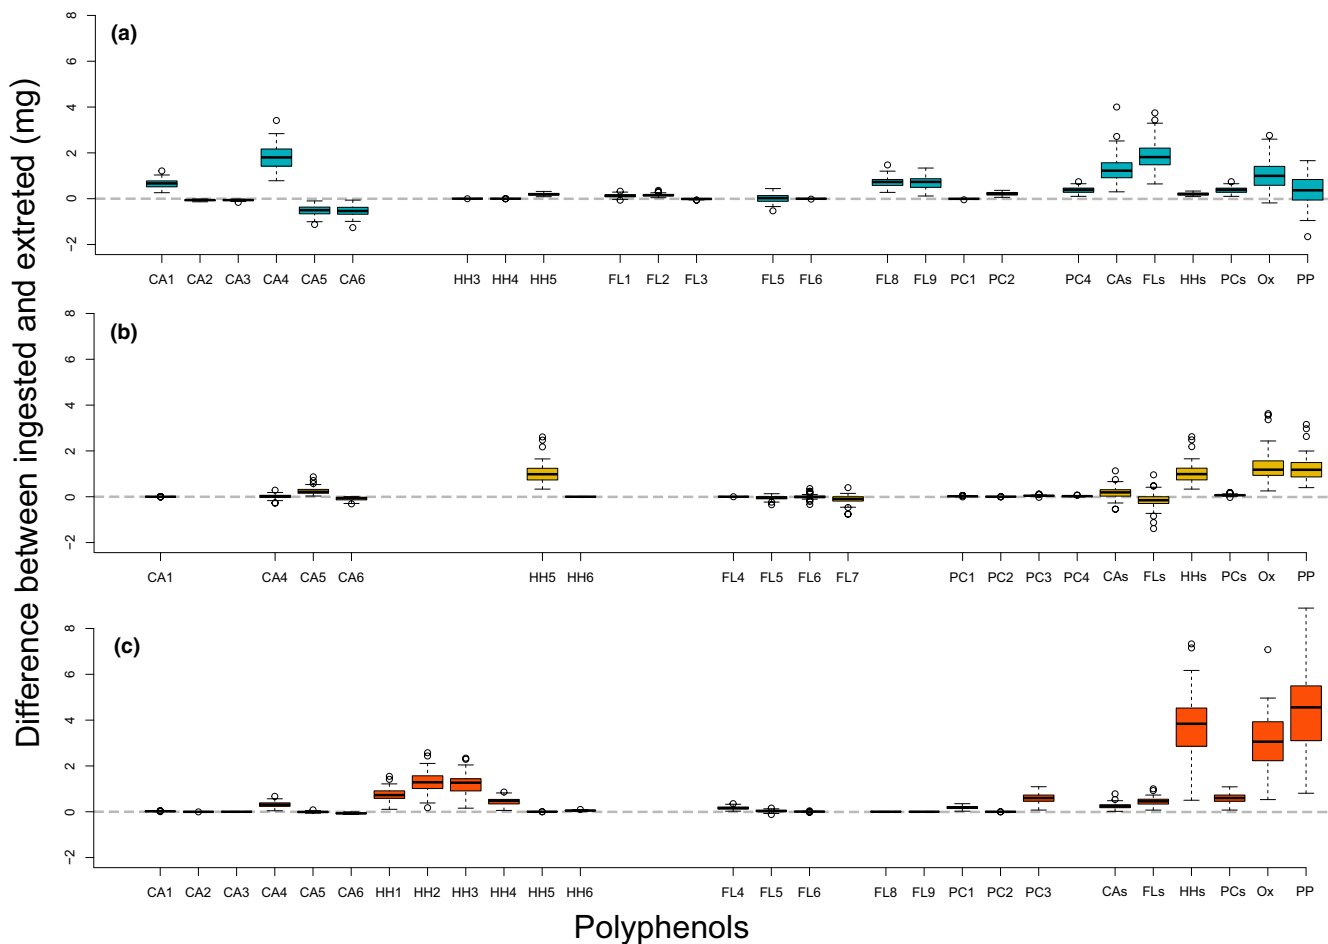 Difference between ingested and extreted (mg)
(a)
8
6
4
2
0
−2
CA1 CA2 CA3 CA4 CA5 CA6 HH3 HH4 HH5 FL1 FL2 FL3 FL5 FL6 FL8 FL9 PC1 PC2 PC4 CAs FLs HHs PCs Ox PP
(b)
8
6
4
2
0
−2
CA1 CA4 CA5 CA6 HH5 HH6 FL4 FL5 FL6 FL7 PC1 PC2 PC3 PC4 CAs FLs HHs PCs Ox PP
(c)
8
6
4
2
0
−2
CA1 CA2 CA3 CA4 CA5 CA6 HH1 HH2 HH3 HH4 HH5 HH6 FL4 FL5 FL6 FL8 FL9 PC1 PC2 PC3 CAs FLs HHs PCs Ox PP
Polyphenols